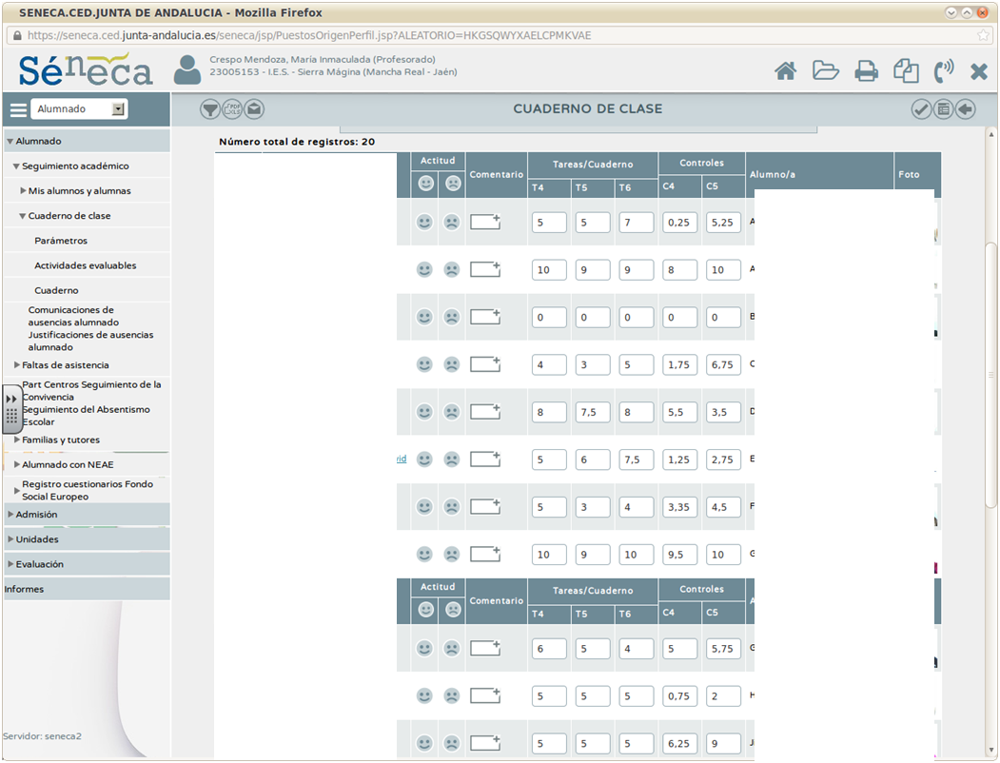 SENECA.CED.JUNTA DE ANDALUCIA - Mozilla Firefox
https://seneca.ced.junta-andalucia.es/seneca/jsp/PuestosOrigenPerfil.jsp?ALEATORIO=HKGSQWYXAELCPMKVAE
Séneca
Crespo Mendoza, María Inmaculada (Profesorado)
23005153 - I.E.S. - Sierra Mágina (Mancha Real - Jaén)
Alumnado
PDF
XLS
CUADERNO DE CLASE
Alumnado
Seguimiento académico
Mis alumnos y alumnas
Cuaderno de clase
Parámetros
Actividades evaluables
Cuaderno
Comunicaciones de
ausencias alumnado
Justificaciones de ausencias
alumnado
Faltas de asistencia
Part Centros Seguimiento de la
Convivencia
Seguimiento del Absentismo
Escolar
Familias y tutores
Alumnado con NEAE
Registro cuestionarios Fondo
Social Europeo
Admisión
Unidades
Evaluación
Informes
Servidor: seneca2
Número total de registros: 20
Actitud Comentario Tareas/Cuaderno Controles Alumno/a Foto
T4 T5 T6 C4 C5
5 5 7 0,25 5,25 A
10 9 9 8 10 A
0 0 0 0 0 B
4 3 5 1,75 6,75 C
8 7,5 8 5,5 3,5 D
vid 5 6 7,5 1,25 2,75 E
5 3 4 3,35 4,5 F
10 9 10 9,5 10 G
Actitud Comentario Tareas/Cuaderno Controles A
T4 T5 T6 C4 C5
6 5 4 5 5,75 G
5 5 5 0,75 2 H
5 5 5 6,25 9 J